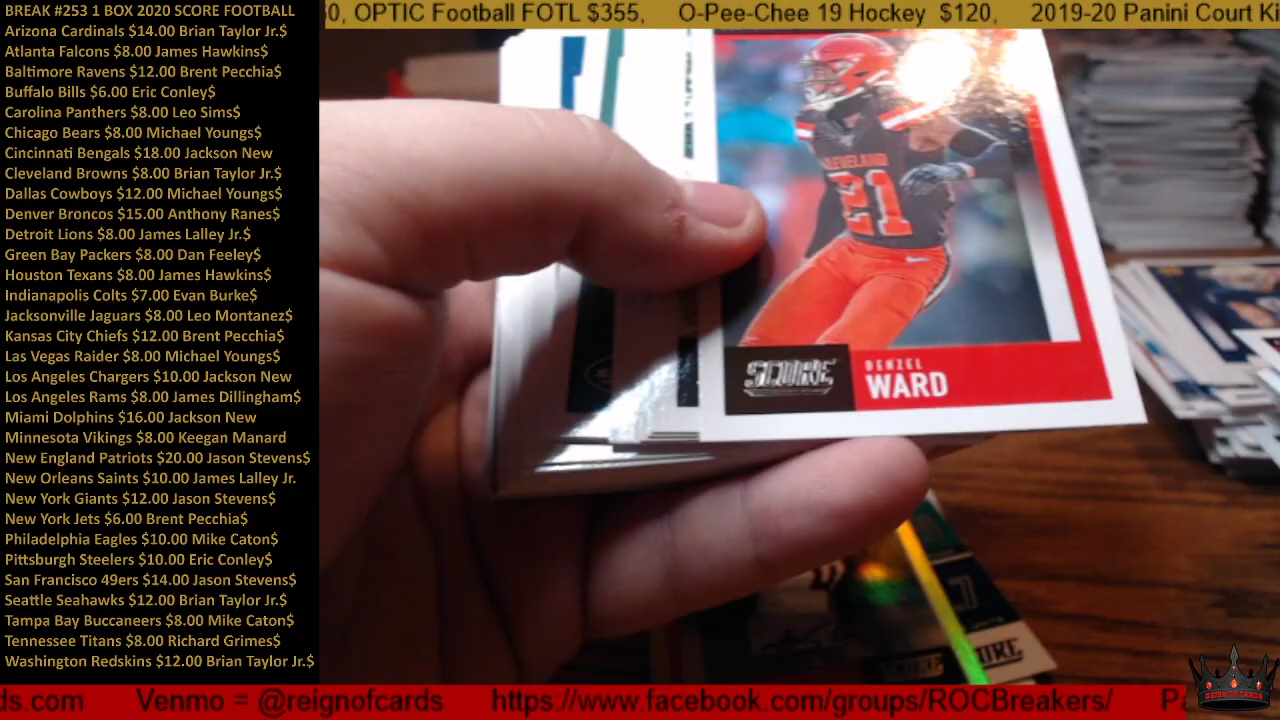 BREAK #253 1 BOX 2020 SCORE FOOTBALL
Arizona Cardinals $14.00 Brian Taylor Jr.$
Atlanta Falcons $8.00 James Hawkins$
Baltimore Ravens $12.00 Brent Pecchia$
Buffalo Bills $6.00 Eric Conley$
Carolina Panthers $8.00 Leo Sims$
Chicago Bears $8.00 Michael Youngs$
Cincinnati Bengals $18.00 Jackson New
Cleveland Browns $8.00 Brian Taylor Jr.$
Dallas Cowboys $12.00 Michael Youngs$
Denver Broncos $15.00 Anthony Ranes$
Detroit Lions $8.00 James Lalley Jr.$
Green Bay Packers $8.00 Dan Feeley$
Houston Texans $8.00 James Hawkins$
Indianapolis Colts $7.00 Evan Burke$
Jacksonville Jaguars $8.00 Leo Montanez$
Kansas City Chiefs $12.00 Brent Pecchia$
Las Vegas Raider $8.00 Michael Youngs$
Los Angeles Chargers $10.00 Jackson New
Los Angeles Rams $8.00 James Dillingham$
Miami Dolphins $16.00 Jackson New
Minnesota Vikings $8.00 Keegan Manard
New England Patriots $20.00 Jason Stevens$
New Orleans Saints $10.00 James Lalley Jr.
New York Giants $12.00 Jason Stevens$
New York Jets $6.00 Brent Pecchia$
Philadelphia Eagles $10.00 Mike Caton$
Pittsburgh Steelers $10.00 Eric Conley$
San Francisco 49ers $14.00 Jason Stevens$
Seattle Seahawks $12.00 Brian Taylor Jr.$
Tampa Bay Buccaneers $8.00 Mike Caton$
Tennessee Titans $8.00 Richard Grimes$
Washington Redskins $12.00 Brian Taylor Jr.$
0, OPTIC Football FOTL $355, O-Pee-Chee 19 Hockey $120, 2019-20 Panini Court Ki
CLEVELAND
21
SCORE
DENZEL
WARD
SCORE
ds.com Venmo = @reignofcards https://www.facebook.com/groups/ROCBreakers/ Pa